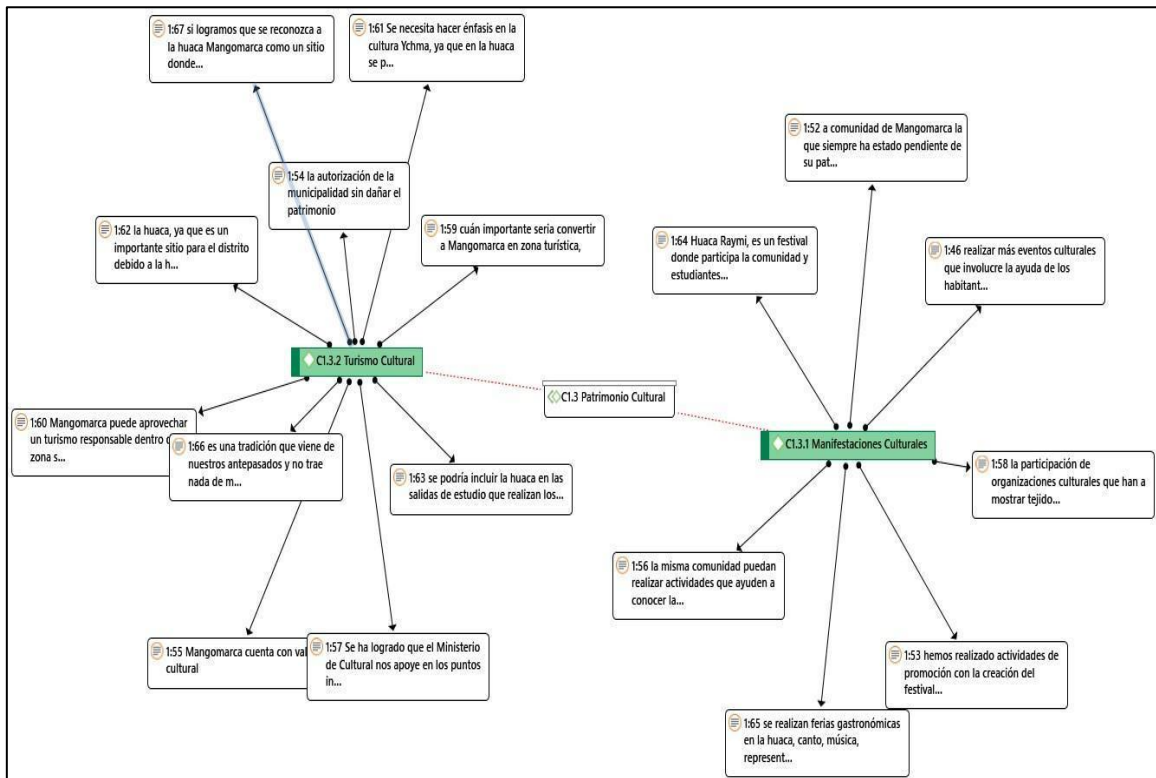 1:67 si logramos que se reconozca a
la huaca Mangomarca como un sitio
donde...
1:61 Se necesita hacer énfasis en la
cultura Ychma, ya que en la huaca
se p...
1:52 a comunidad de Mangomarca la
que siempre ha estado pendiente de
su pat...
1:54 la autorización de la
municipalidad sin dañar el
patrimonio
1:62 la huaca, ya que es un
importante sitio para el distrito
debido a la h...
1:59 cuán importante seria convertir
a Mangomarca en zona turística,
1:64 Huaca Raymi, es un festival
donde participa la comunidad y
estudiantes...
1:46 realizar más eventos culturales
que involucre la ayuda de los
habitant...
C1.3.2 Turismo Cultural
C1.3 Patrimonio Cultural
C1.3.1 Manifestaciones Culturales
1:60 Mangomarca puede aprovechar
un turismo responsable dentro
zona s...
1:66 es una tradición que viene de
nuestros antepasados y no trae
nada de m...
1:63 se podría incluir la huaca en las
salidas de estudio que realizan los...
1:58 la participación de
organizaciones culturales que han a
mostrar tejido...
1:56 la misma comunidad puedan
realizar actividades que ayuden a
conocer la...
1:55 Mangomarca cuenta con
cultural
1:57 Se ha logrado que el Ministerio
de Cultural nos apoye en los puntos
in...
1:53 hemos realizado actividades de
promoción con la creación del
festival...
1:65 se realizan ferias gastronómicas
en la huaca, canto, música,
represent...